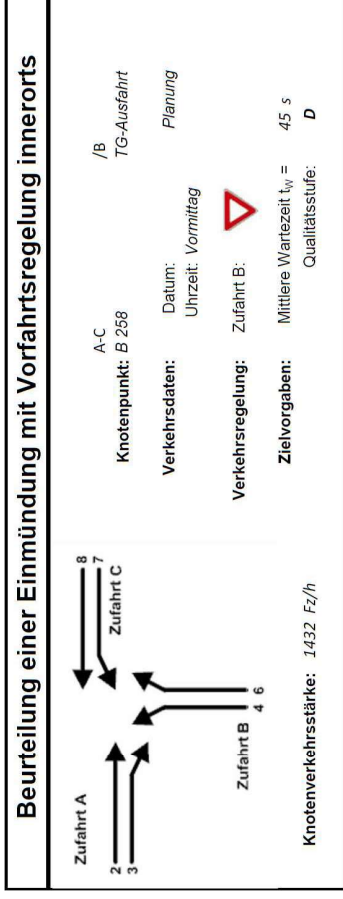 Beurteilung einer Einmündung mit Vorfahrtsregelung innerorts
Zufahrt A
2
3
8
7
Zufahrt C
Zufahrt B
4 6
Knotenverkehrsstärke: 1432 Fz/h
A-C /B
Knotenpunkt: B 258 TG-Ausfahrt
Verkehrsdaten: Datum: Planung
Uhrzeit: Vormittag
Verkehrsregelung: Zufahrt B:
Zielvorgaben: Mittlere Wartezeit tw = 45 s
Qualitätsstufe: D